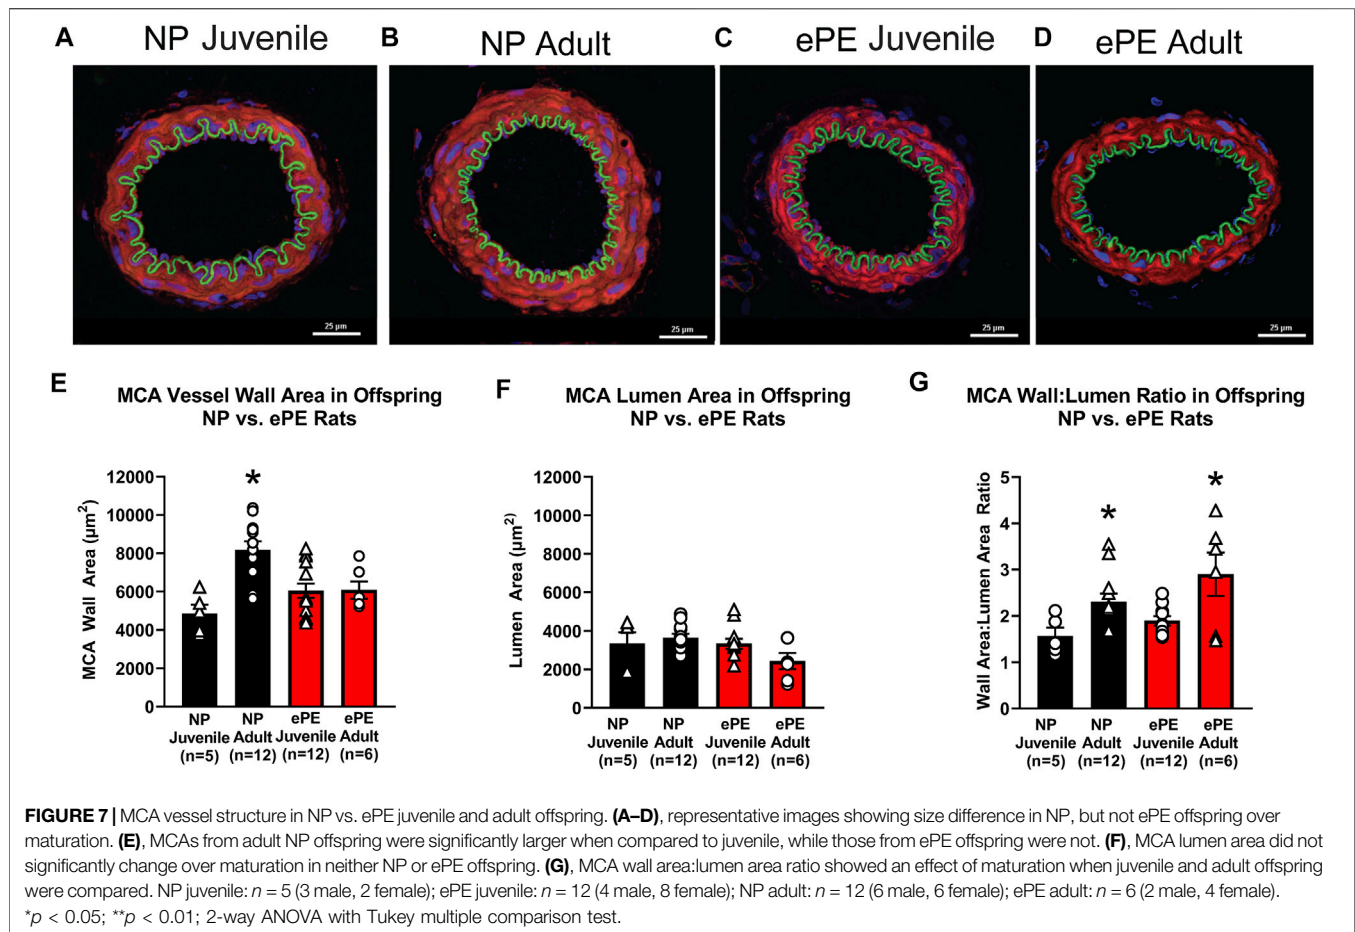 A NP Juvenile
B NP Adult
C ePE Juvenile
D ePE Adult
25 µm
25 µm
25 µm
25 µm
E
MCA Vessel Wall Area in Offspring
NP vs. ePE Rats
MCA Wall Area (µm²)
12000
10000
8000
6000
4000
2000
0
*
NP
Juvenile
(n=5)
NP
Adult
(n=12)
ePE
Juvenile
(n=12)
ePE
Adult
(n=6)
F
MCA Lumen Area in Offspring
NP vs. ePE Rats
Lumen Area (µm²)
12000
10000
8000
6000
4000
2000
0
NP
Juvenile
(n=5)
NP
Adult
(n=12)
ePE
Juvenile
(n=12)
ePE
Adult
(n=6)
G
MCA Wall:Lumen Ratio in Offspring
NP vs. ePE Rats
Wall Area:Lumen Area Ratio
5
4
3
2
1
0
*
*
NP
Juvenile
(n=5)
NP
Adult
(n=12)
ePE
Juvenile
(n=12)
ePE
Adult
(n=6)
FIGURE 7 | MCA vessel structure in NP vs. ePE juvenile and adult offspring. (A–D), representative images showing size difference in NP, but not ePE offspring over
maturation. (E), MCAs from adult NP offspring were significantly larger when compared to juvenile, while those from ePE offspring were not. (F), MCA lumen area did not
significantly change over maturation in neither NP or ePE offspring. (G), MCA wall area:lumen area ratio showed an effect of maturation when juvenile and adult offspring
were compared. NP juvenile: n = 5 (3 male, 2 female); ePE juvenile: n = 12 (4 male, 8 female); NP adult: n = 12 (6 male, 6 female); ePE adult: n = 6 (2 male, 4 female).
*p < 0.05; **p < 0.01; 2-way ANOVA with Tukey multiple comparison test.